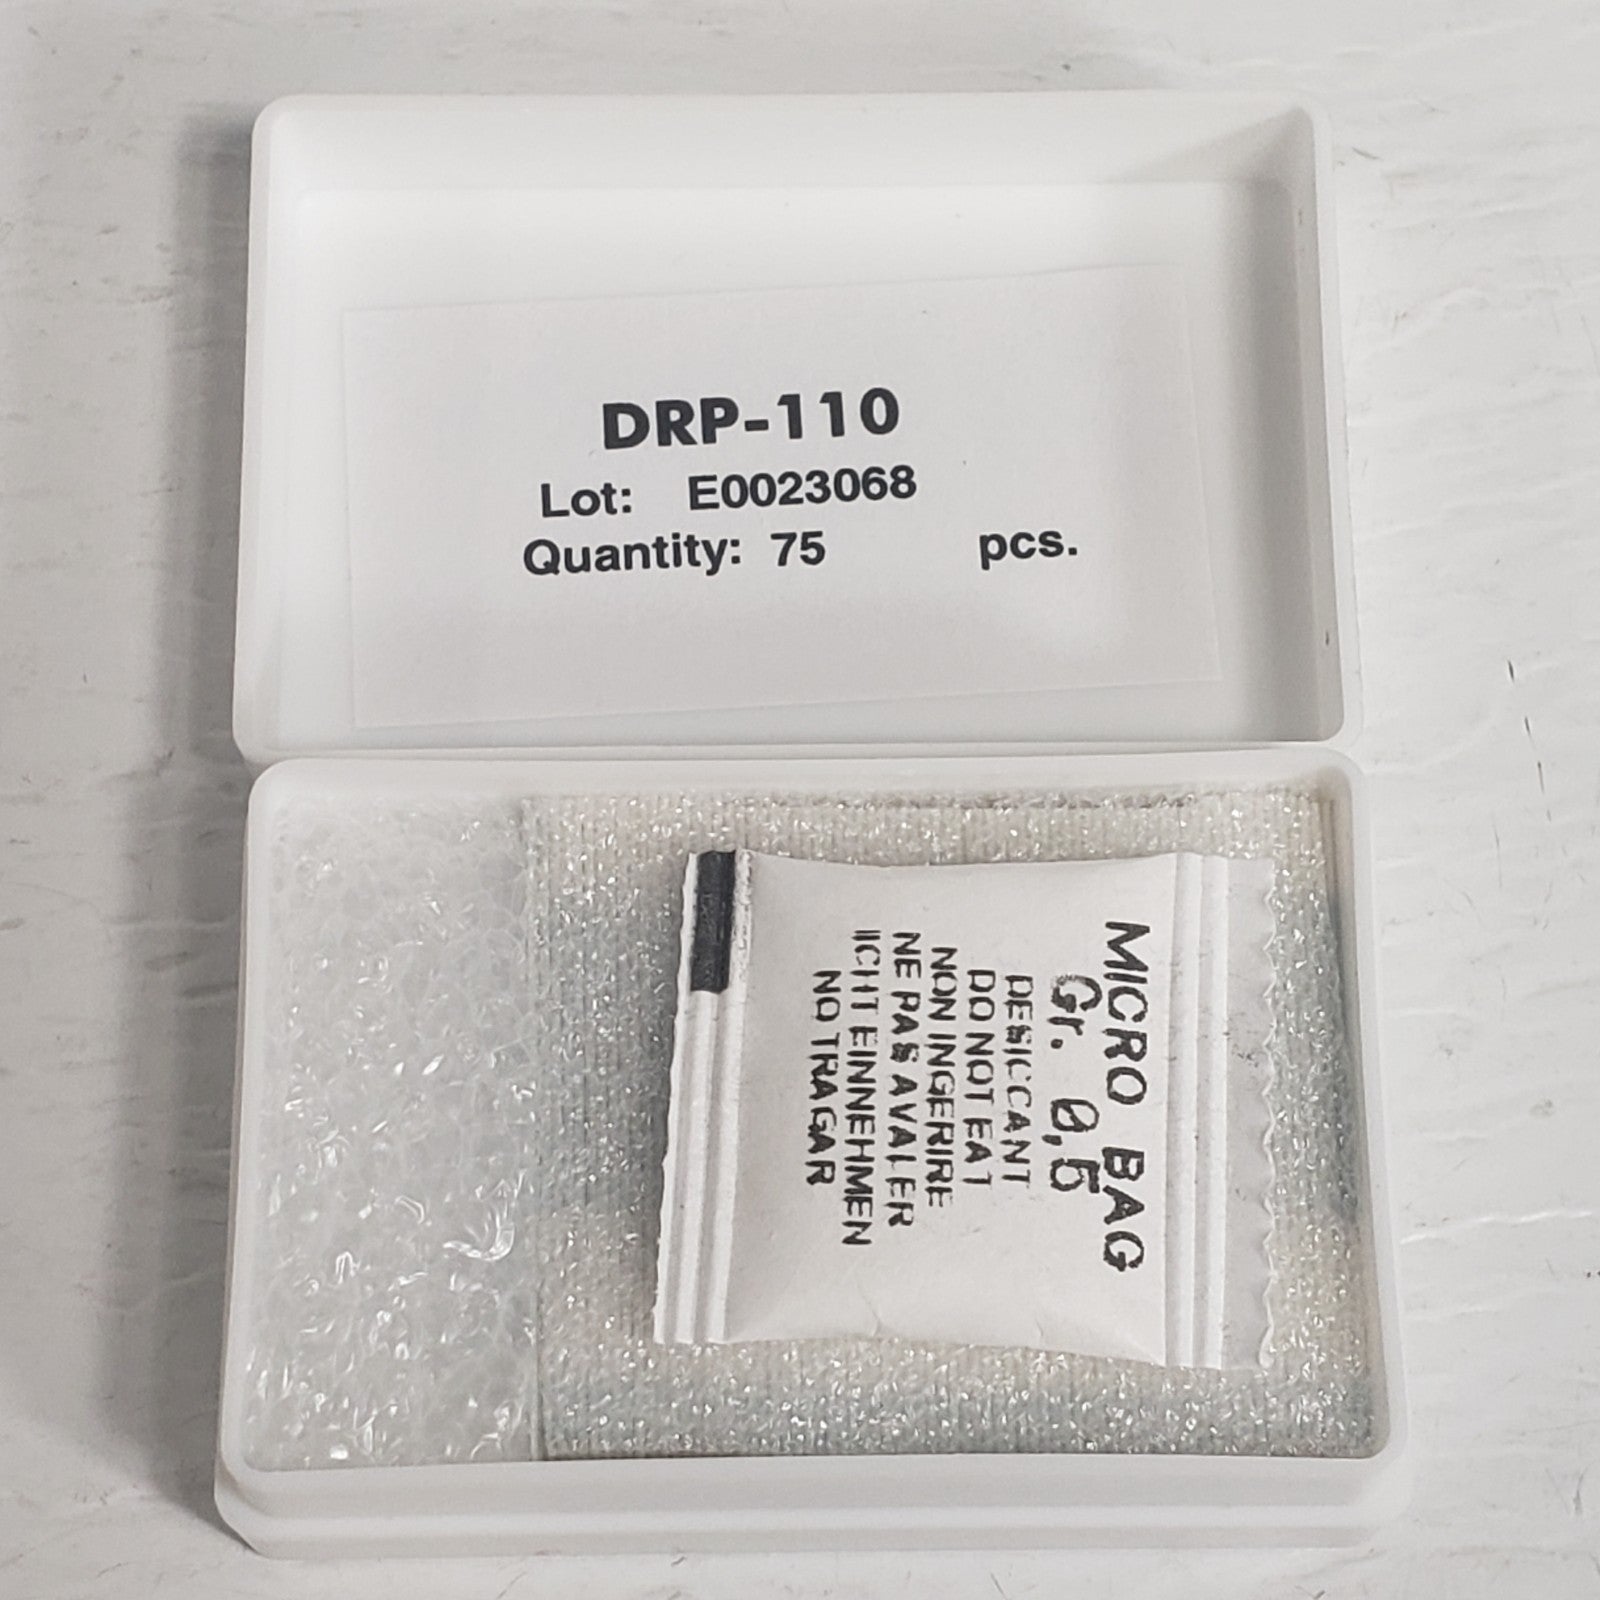 DRP-110
Lot: E0023068
Quantity: 75 pcs.
MICRO BAG
Gr. 0,5
DESICCANT
DO NOT EAT
NON INGERIRE
NE PAS AVALER
NICHT EINNEHMEN
NO TRAGAR